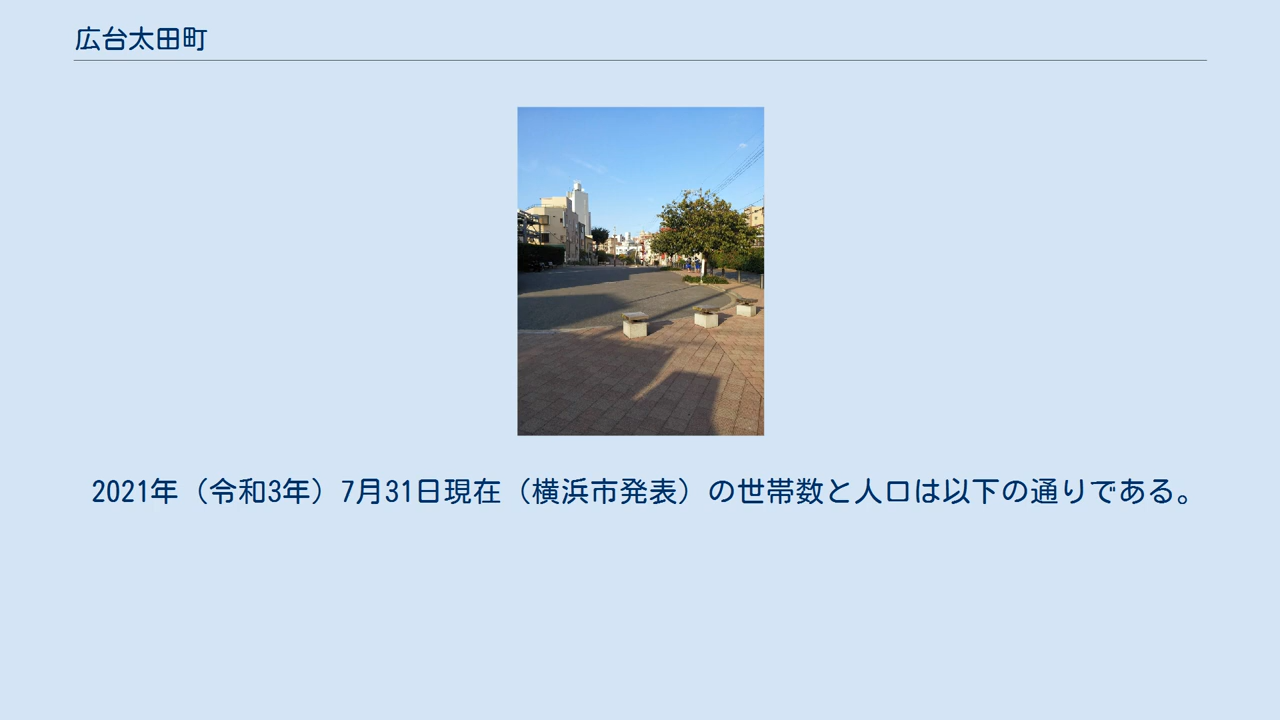 広台太田町
2021年（令和3年）7月31日現在（横浜市発表）の世帯数と人口は以下の通りである。